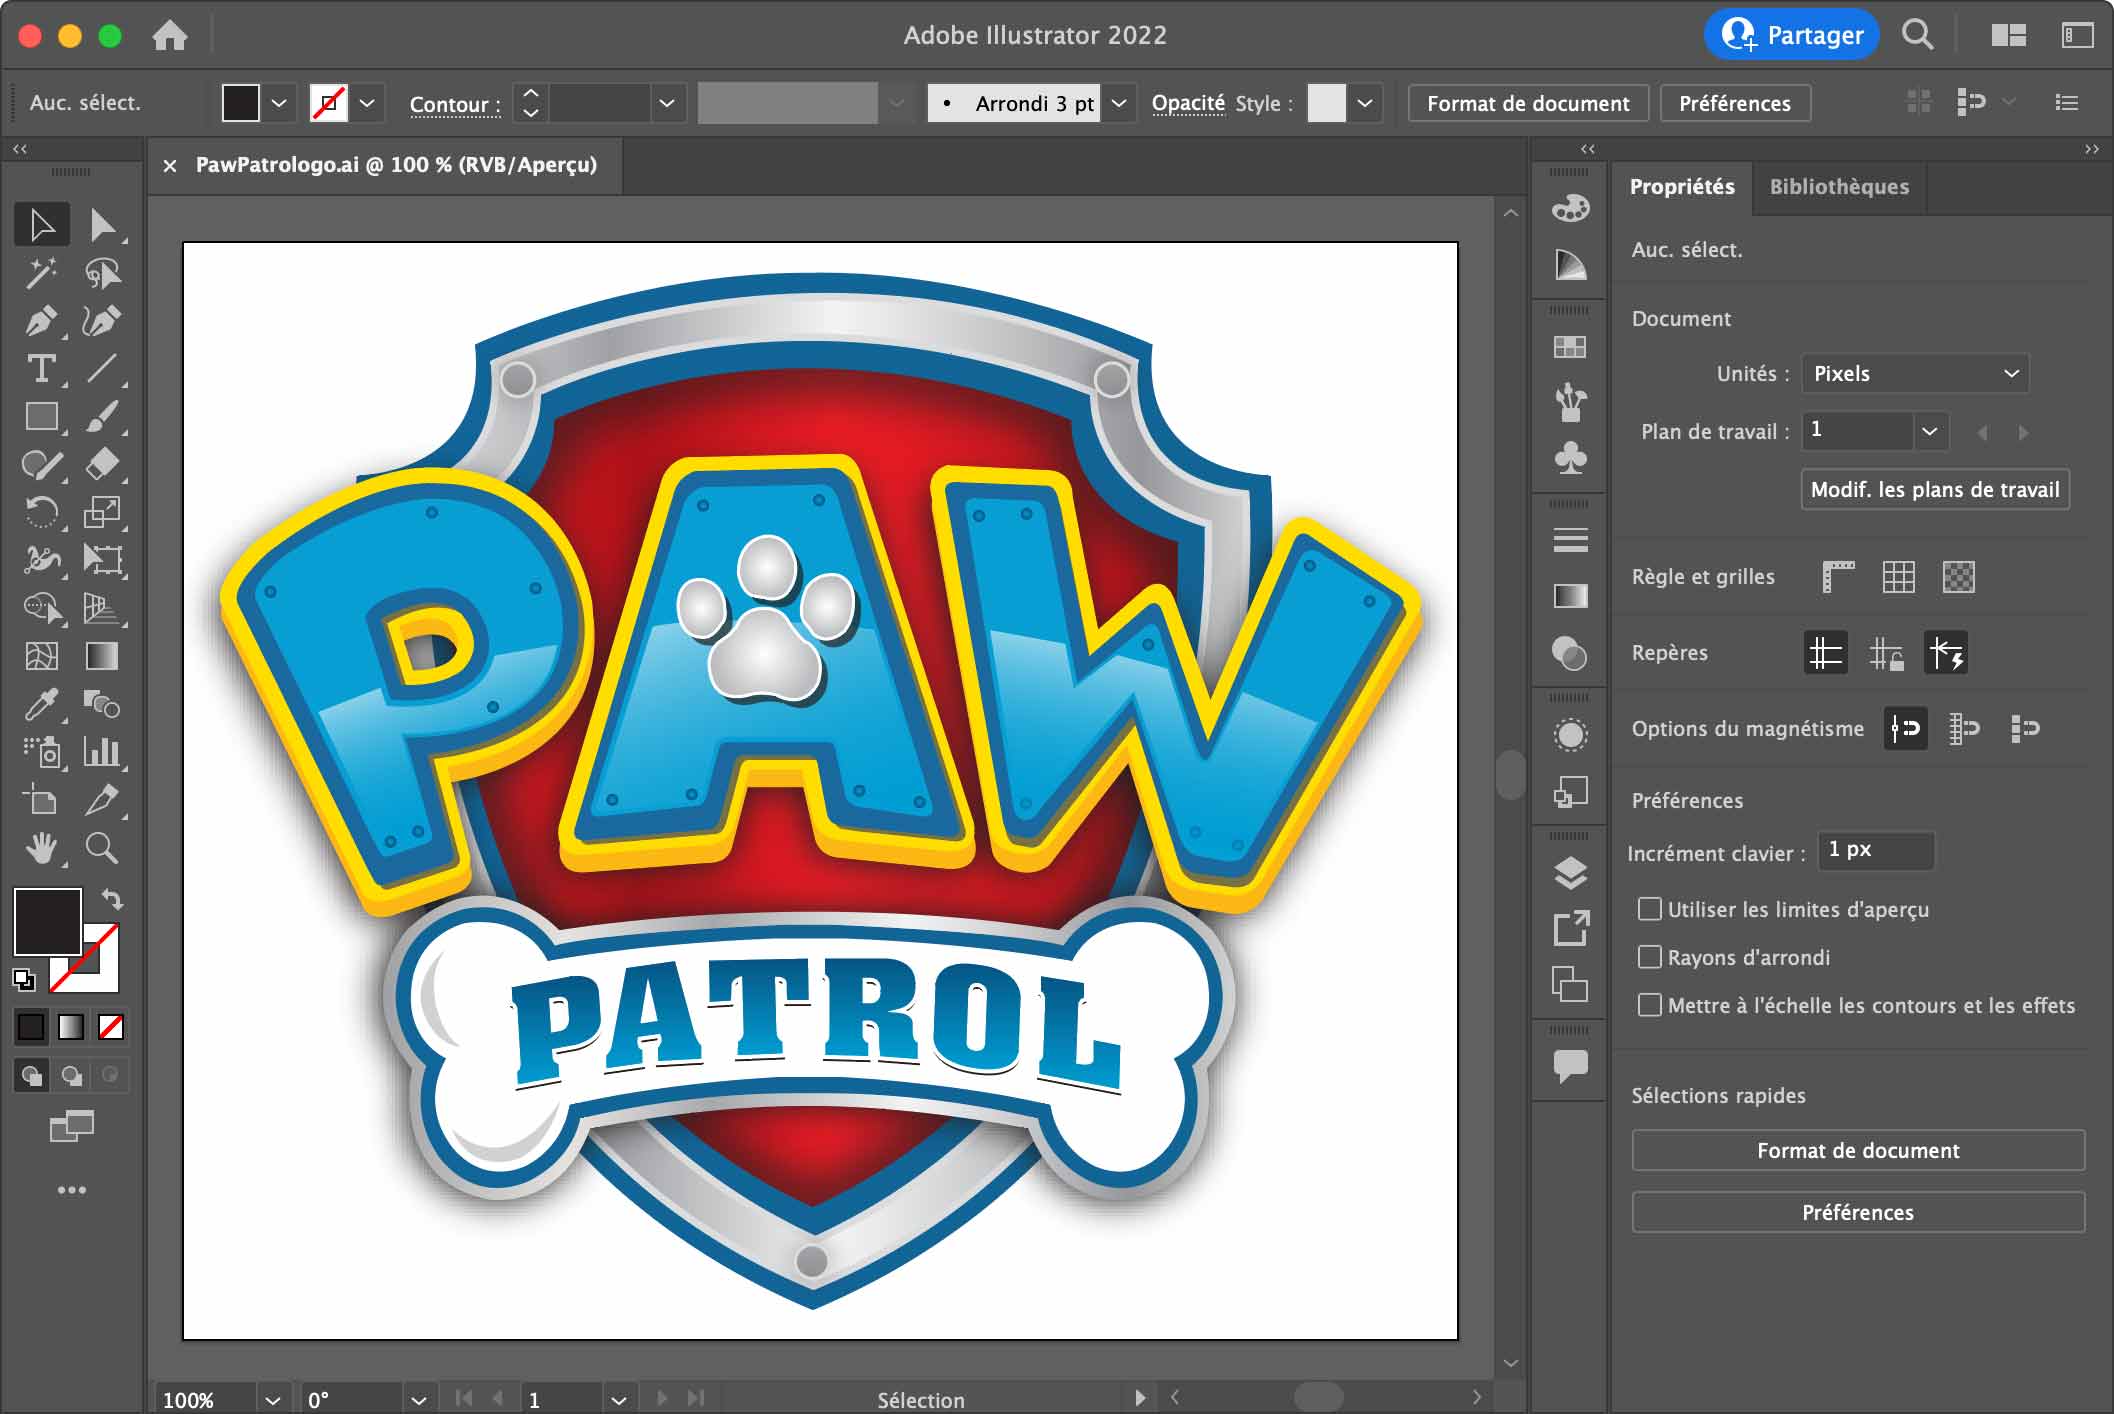 Adobe Illustrator 2022
Partager
Auc. sélect.
Contour :
Arrondi 3 pt
Opacité
Style :
Format de document
Préférences
PawPatrologo.ai @ 100 % (RVB/Aperçu)
Propriétés
Bibliothèques
Auc. sélect.
Document
Unités :
Pixels
Plan de travail :
1
Modif. les plans de travail
Règle et grilles
Repères
Options du magnétisme
Préférences
Incrément clavier :
1 px
Utiliser les limites d'aperçu
Rayons d'arrondi
Mettre à l'échelle les contours et les effets
Sélections rapides
Format de document
Préférences
PAW
PATROL
100%
0°
1
Sélection